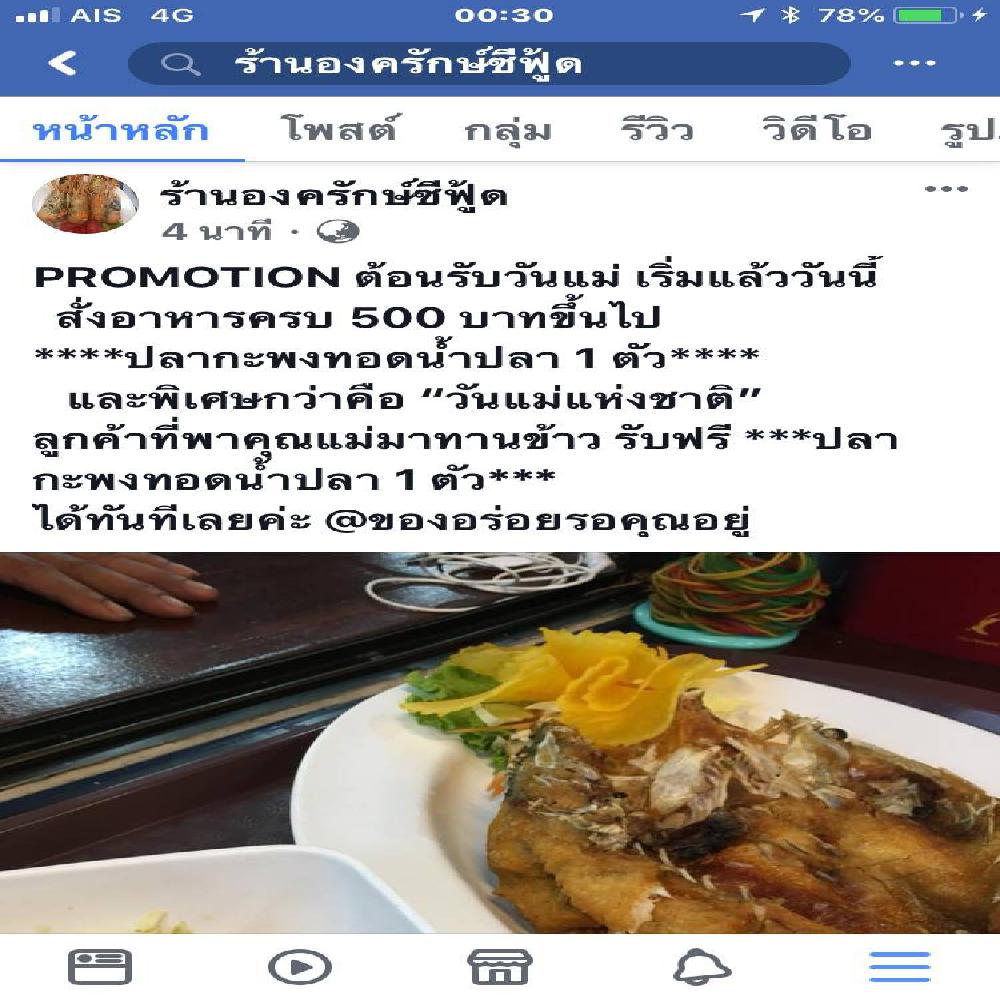 AIS 4G 00:30 78%
ร้านองครักษ์ซีฟู้ด
หน้าหลัก โพสต์ กลุ่ม รีวิว วิดีโอ รูป
ร้านองครักษ์ซีฟู้ด
4 นาที ·
PROMOTION ต้อนรับวันแม่ เริ่มแล้ววันนี้
สั่งอาหารครบ 500 บาทขึ้นไป
****ปลากะพงทอดน้ำปลา 1 ตัว****
และพิเศษกว่าคือ “วันแม่แห่งชาติ”
ลูกค้าที่พาคุณแม่มาทานข้าว รับฟรี ***ปลา
กะพงทอดน้ำปลา 1 ตัว***
ได้ทันทีเลยค่ะ @ของอร่อยรอคุณอยู่